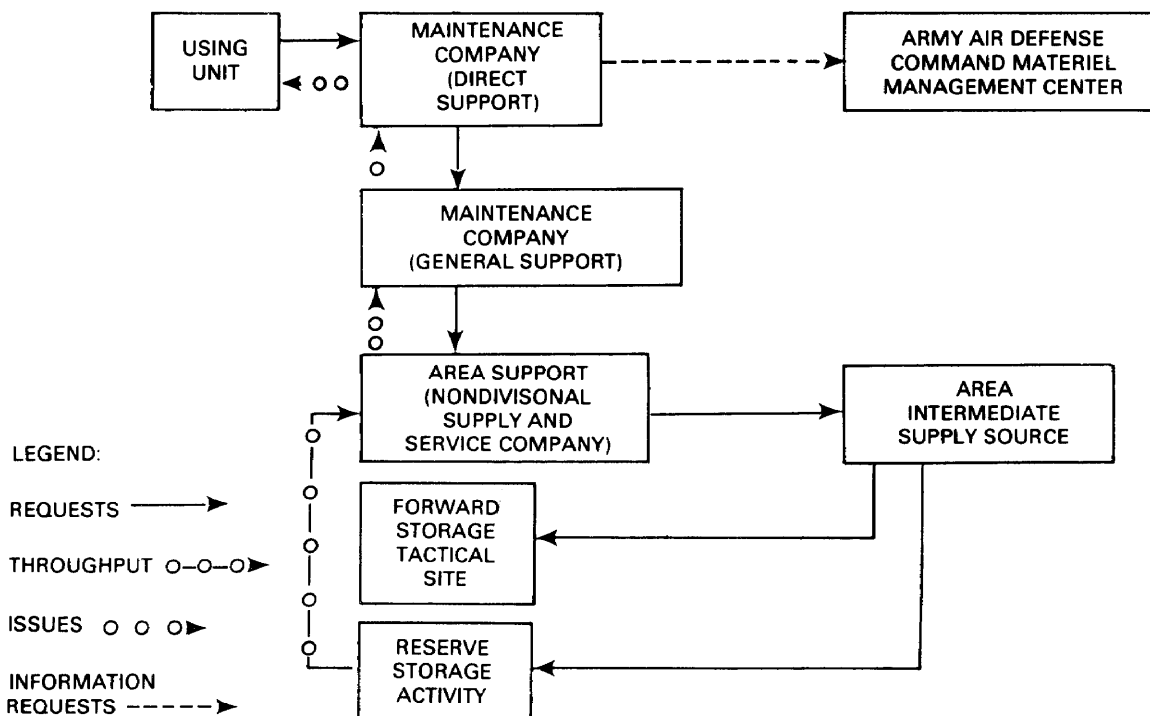 USING
UNIT
MAINTENANCE
COMPANY
(DIRECT
SUPPORT)
ARMY AIR DEFENSE
COMMAND MATERIEL
MANAGEMENT CENTER
MAINTENANCE
COMPANY
(GENERAL SUPPORT)
AREA SUPPORT
(NONDIVISONAL
SUPPLY AND
SERVICE COMPANY)
AREA
INTERMEDIATE
SUPPLY SOURCE
FORWARD
STORAGE
TACTICAL
SITE
RESERVE
STORAGE
ACTIVITY
LEGEND:
REQUESTS
THROUGHPUT
ISSUES
INFORMATION
REQUESTS